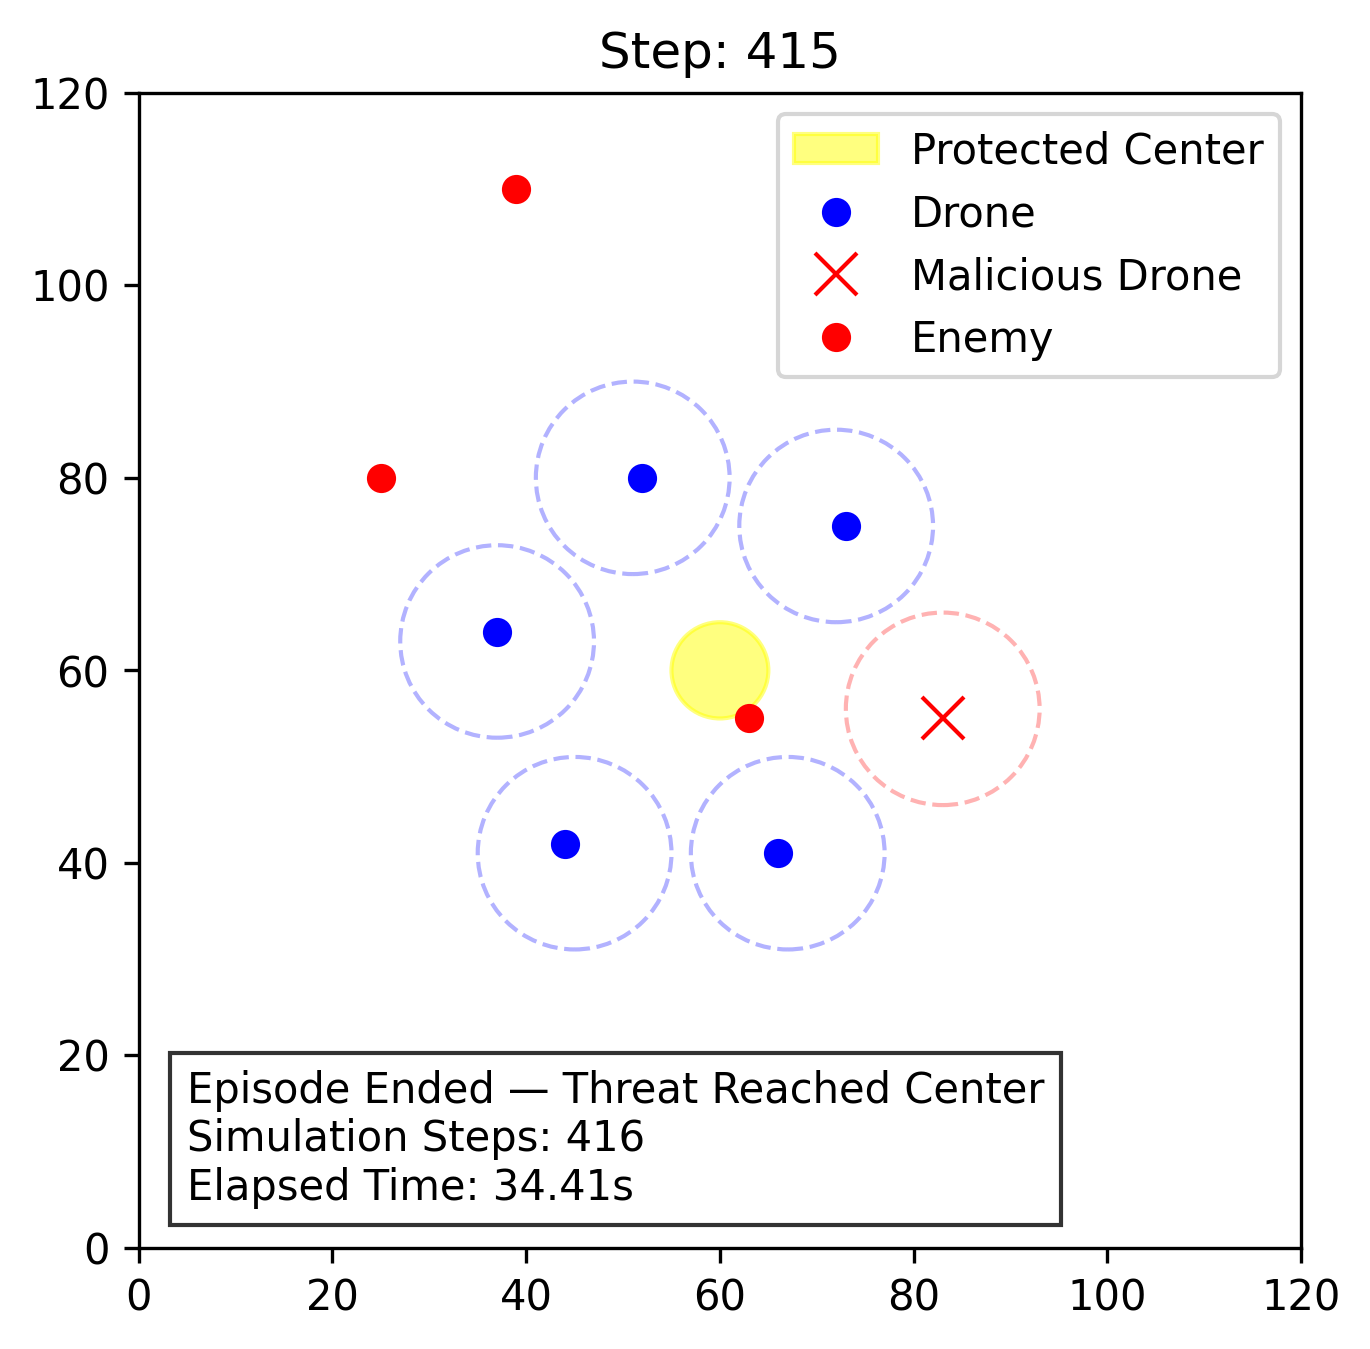 Step: 415
120
100
80
60
40
20
0
0 20 40 60 80 100 120
Protected Center
Drone
Malicious Drone
Enemy
Episode Ended — Threat Reached Center
Simulation Steps: 416
Elapsed Time: 34.41s